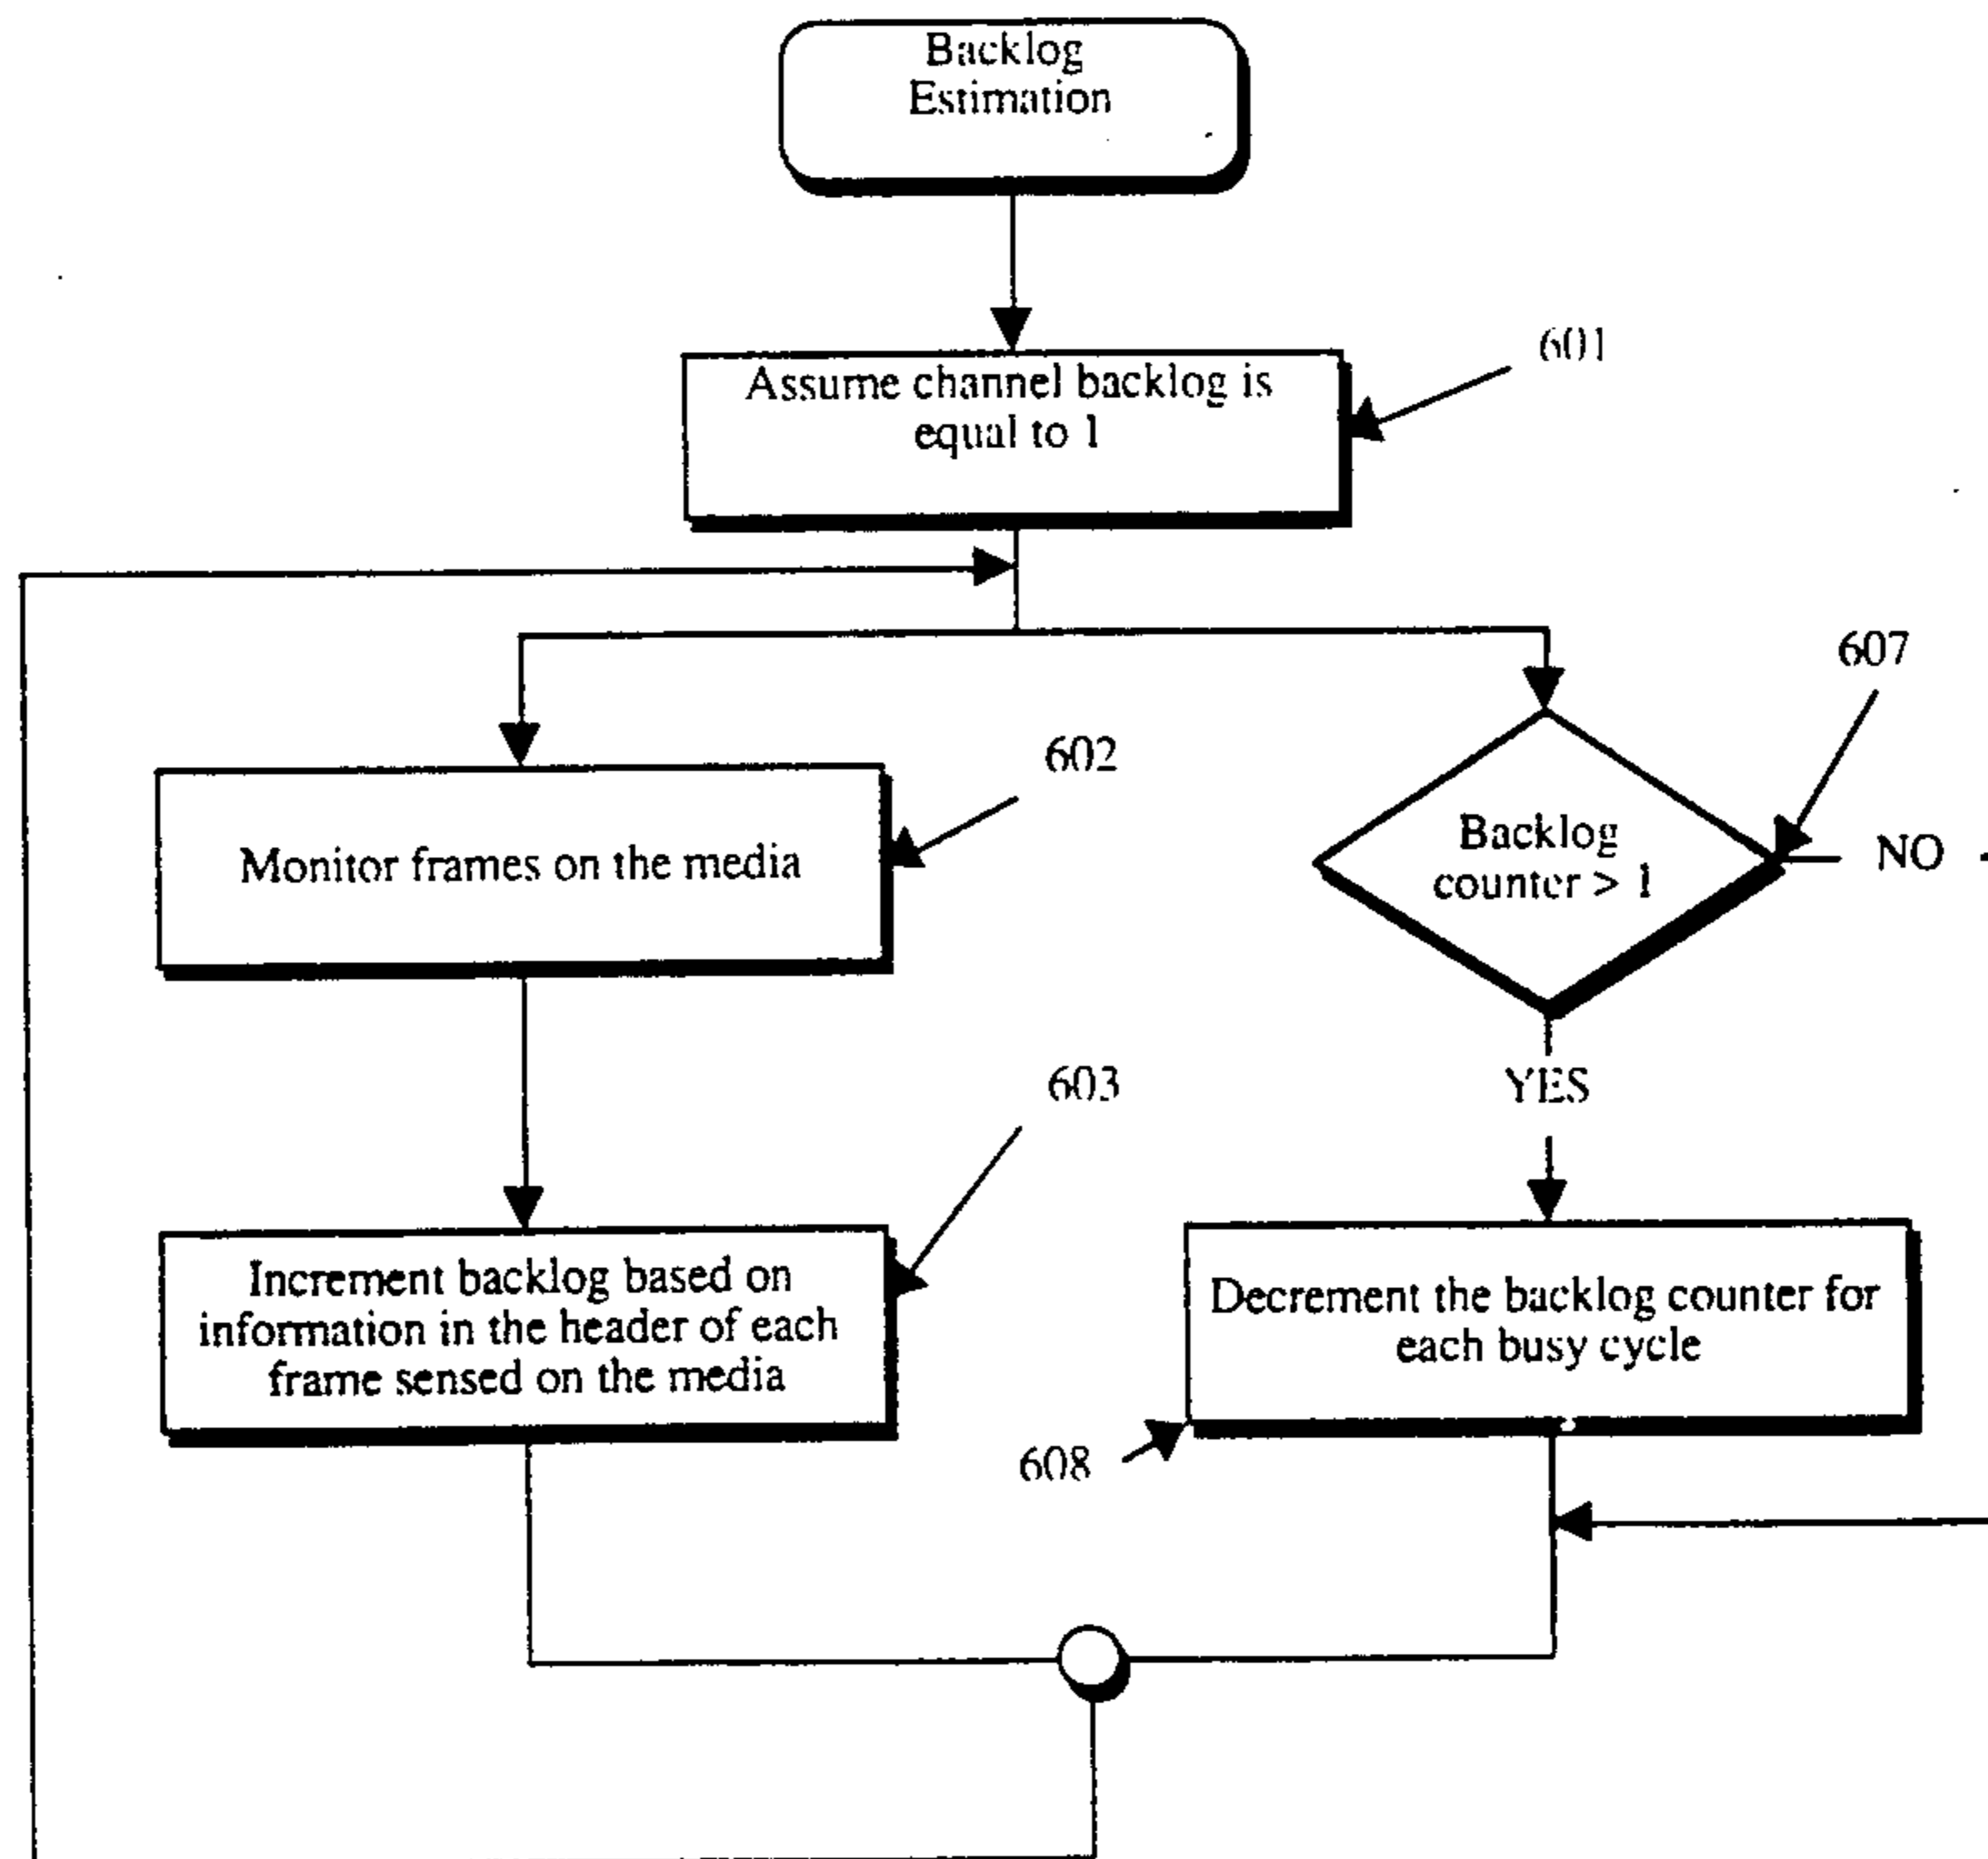 Backlog
Estimation
601
Assume channel backlog is
equal to 1
607
602
Monitor frames on the media
Backlog
counter > 1
NO
YES
603
Increment backlog based on
information in the header of each
frame sensed on the media
Decrement the backlog counter for
each busy cycle
608